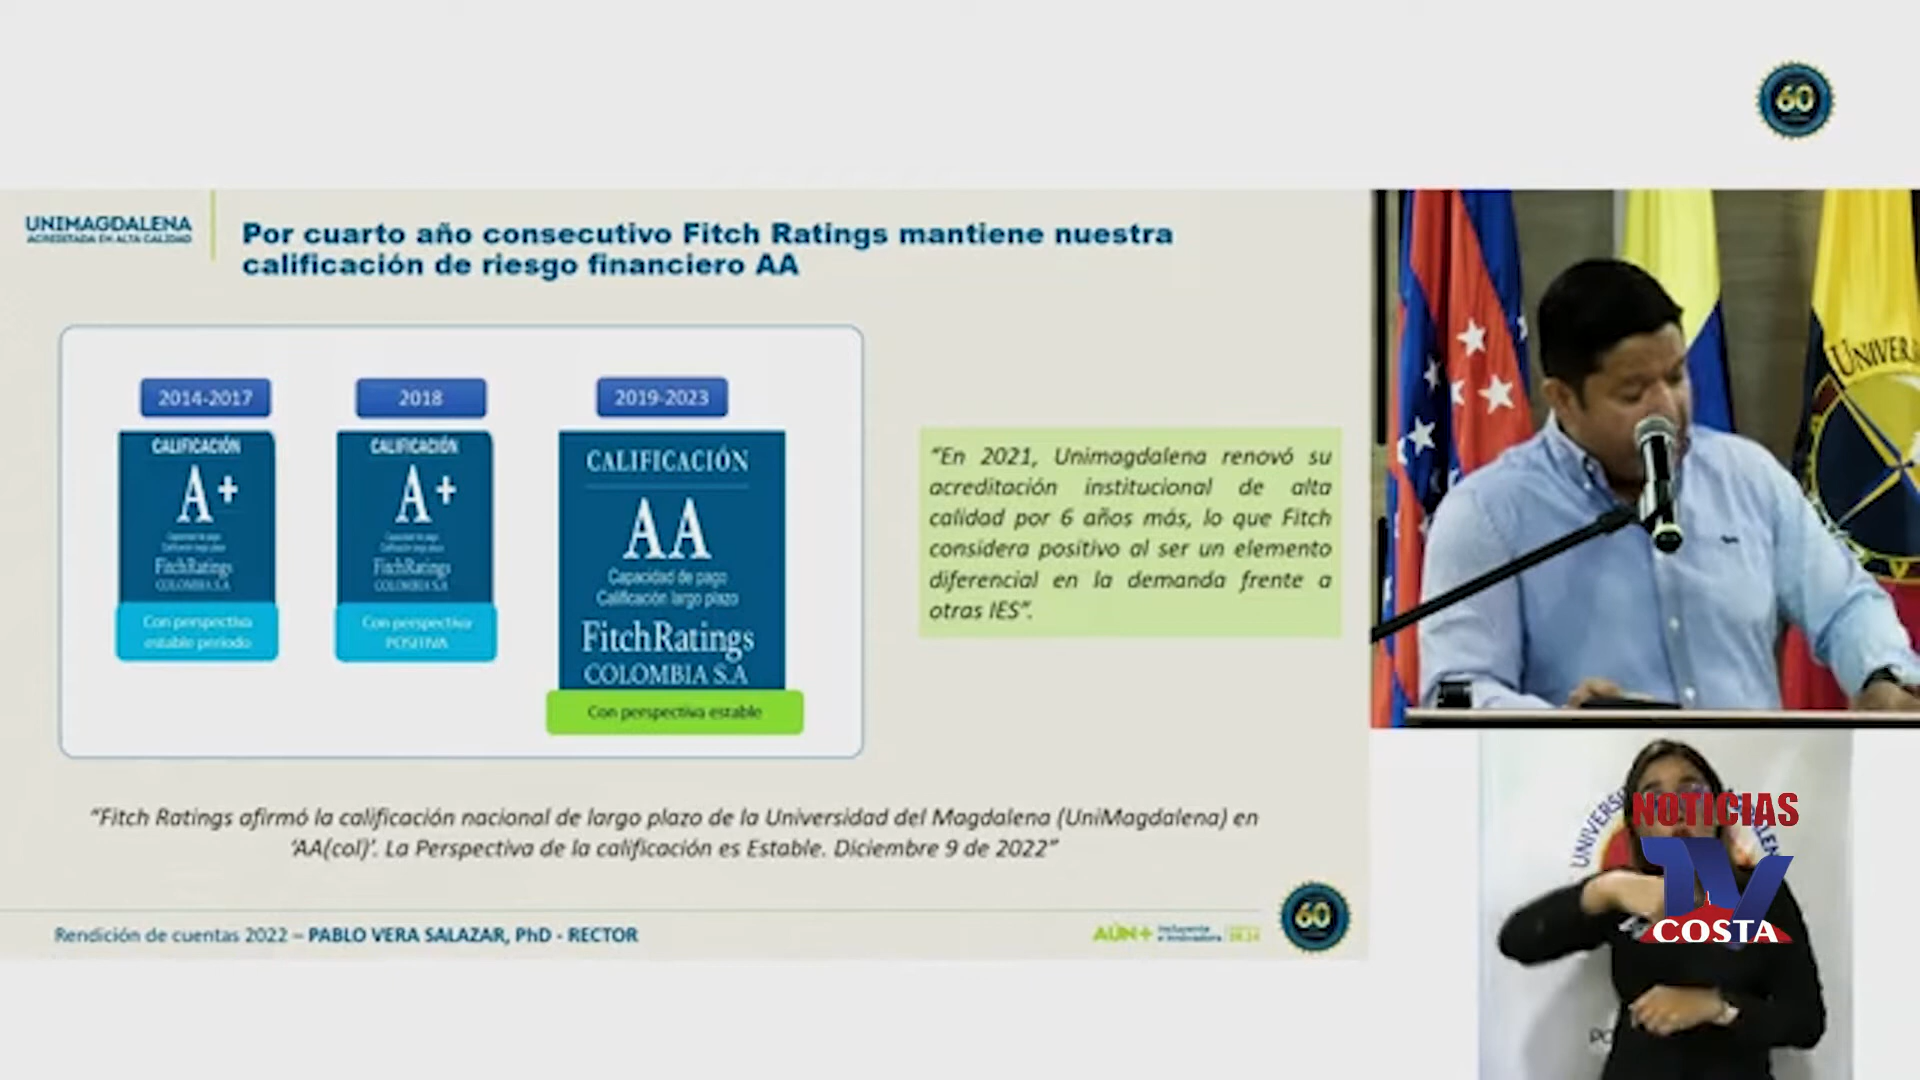 60
UNIMAGDALENA
ACREDITADA EN ALTA CALIDAD
Por cuarto año consecutivo Fitch Ratings mantiene nuestra
calificación de riesgo financiero AA
2014-2017
CALIFICACIÓN
A+
Capacidad de pago
Calificación largo plazo
FitchRatings
COLOMBIA S.A
Con perspectiva
estable periodo
2018
CALIFICACIÓN
A+
Capacidad de pago
Calificación largo plazo
FitchRatings
COLOMBIA S.A
Con perspectiva
POSITIVA
2019-2023
CALIFICACIÓN
AA
Capacidad de pago
Calificación largo plazo
FitchRatings
COLOMBIA S.A
Con perspectiva estable
“En 2021, Unimagdalena renovó su
acreditación institucional de alta
calidad por 6 años más, lo que Fitch
considera positivo al ser un elemento
diferencial en la demanda frente a
otras IES”.
“Fitch Ratings afirmó la calificación nacional de largo plazo de la Universidad del Magdalena (UniMagdalena) en
‘AA(col)’. La Perspectiva de la calificación es Estable. Diciembre 9 de 2022”
Rendición de cuentas 2022 – PABLO VERA SALAZAR, PhD - RECTOR
AÚN+ incluyente
e innovadora
60
UNIVER
NOTICIAS
TV
COSTA